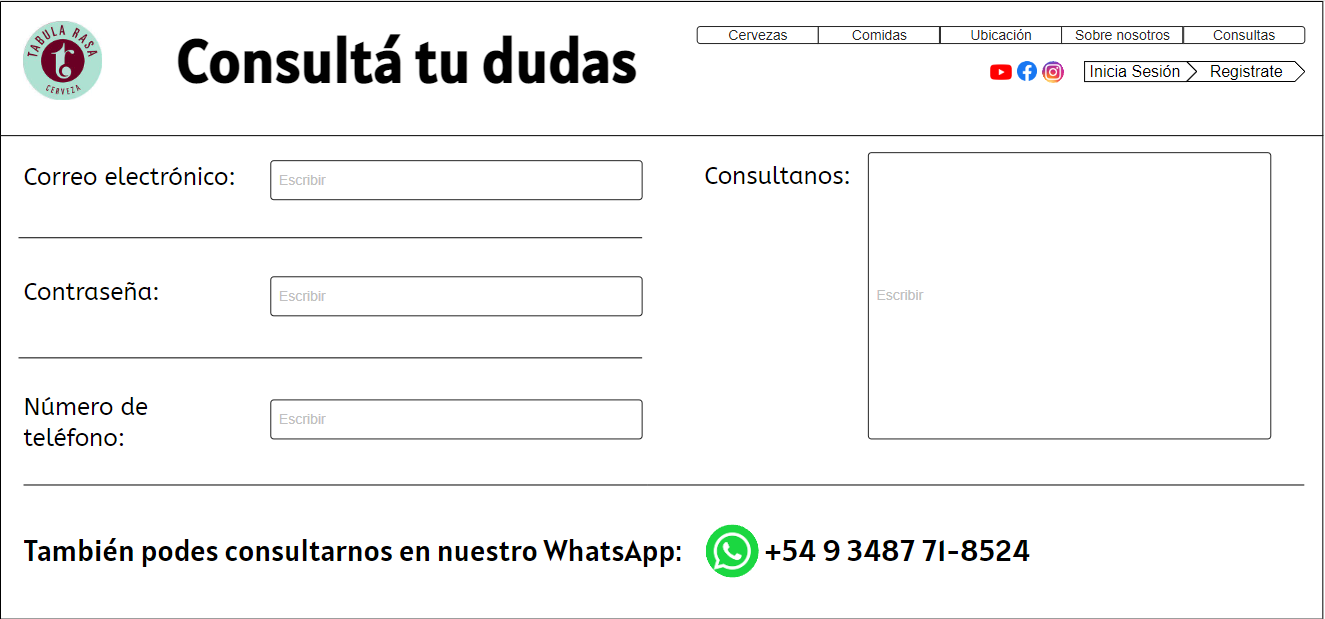 TABULA RASA
CERVEZA
Consultá tu dudas
Cervezas
Comidas
Ubicación
Sobre nosotros
Consultas
Inicia Sesión
Registrate
Correo electrónico:
Escribir
Consultanos:
Escribir
Contraseña:
Escribir
Número de
teléfono:
Escribir
También podes consultarnos en nuestro WhatsApp:
+54 9 3487 71-8524